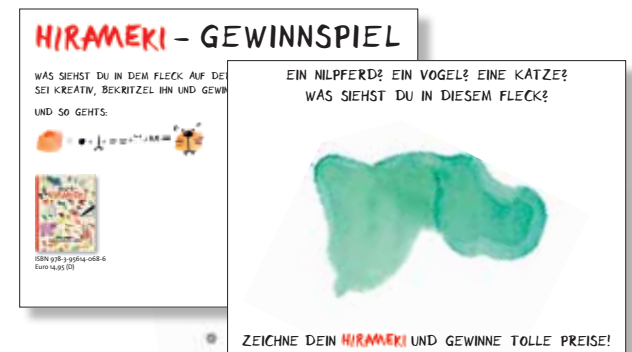 HIRAMEKI – GEWINNSPIEL
WAS SIEHST DU IN DEM FLECK AUF DE
SEI KREATIV, BEKRITZEL IHN UND GEWIN
UND SO GEHTS:
ISBN 978-3-95614-068-6
Euro 14,95 (D)
EIN NILPFERD? EIN VOGEL? EINE KATZE?
WAS SIEHST DU IN DIESEM FLECK?
ZEICHNE DEIN HIRAMEKI UND GEWINNE TOLLE PREISE!